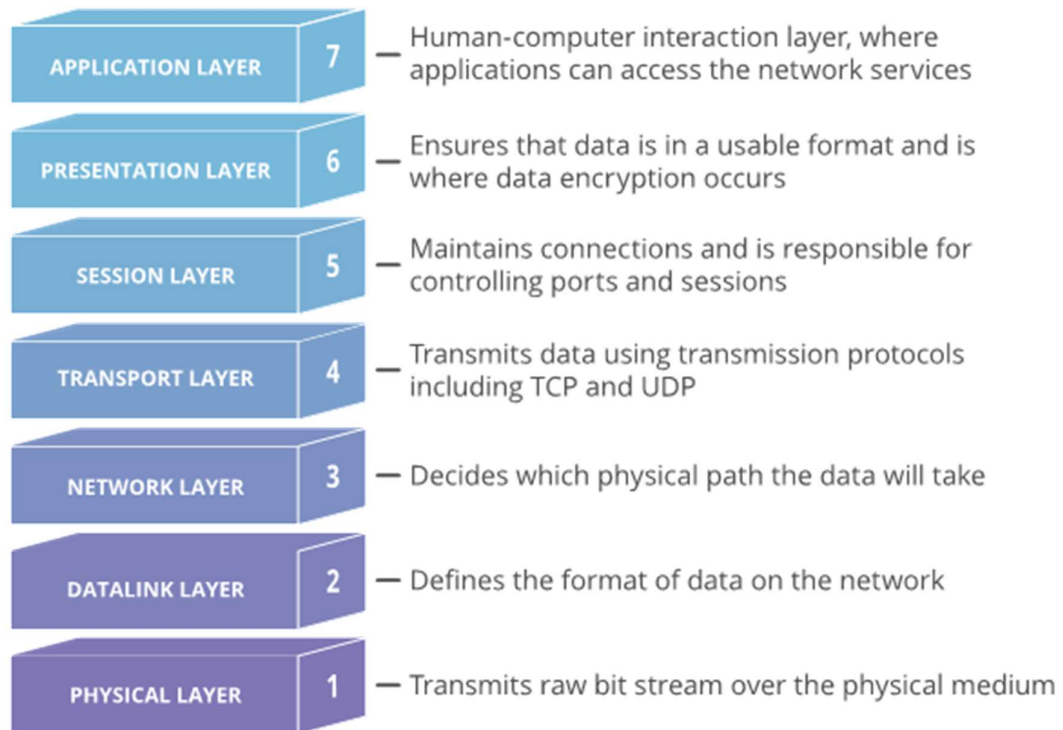 APPLICATION LAYER 7
Human-computer interaction layer, where
applications can access the network services
PRESENTATION LAYER 6
Ensures that data is in a usable format and is
where data encryption occurs
SESSION LAYER 5
Maintains connections and is responsible for
controlling ports and sessions
TRANSPORT LAYER 4
Transmits data using transmission protocols
including TCP and UDP
NETWORK LAYER 3
Decides which physical path the data will take
DATALINK LAYER 2
Defines the format of data on the network
PHYSICAL LAYER 1
Transmits raw bit stream over the physical medium